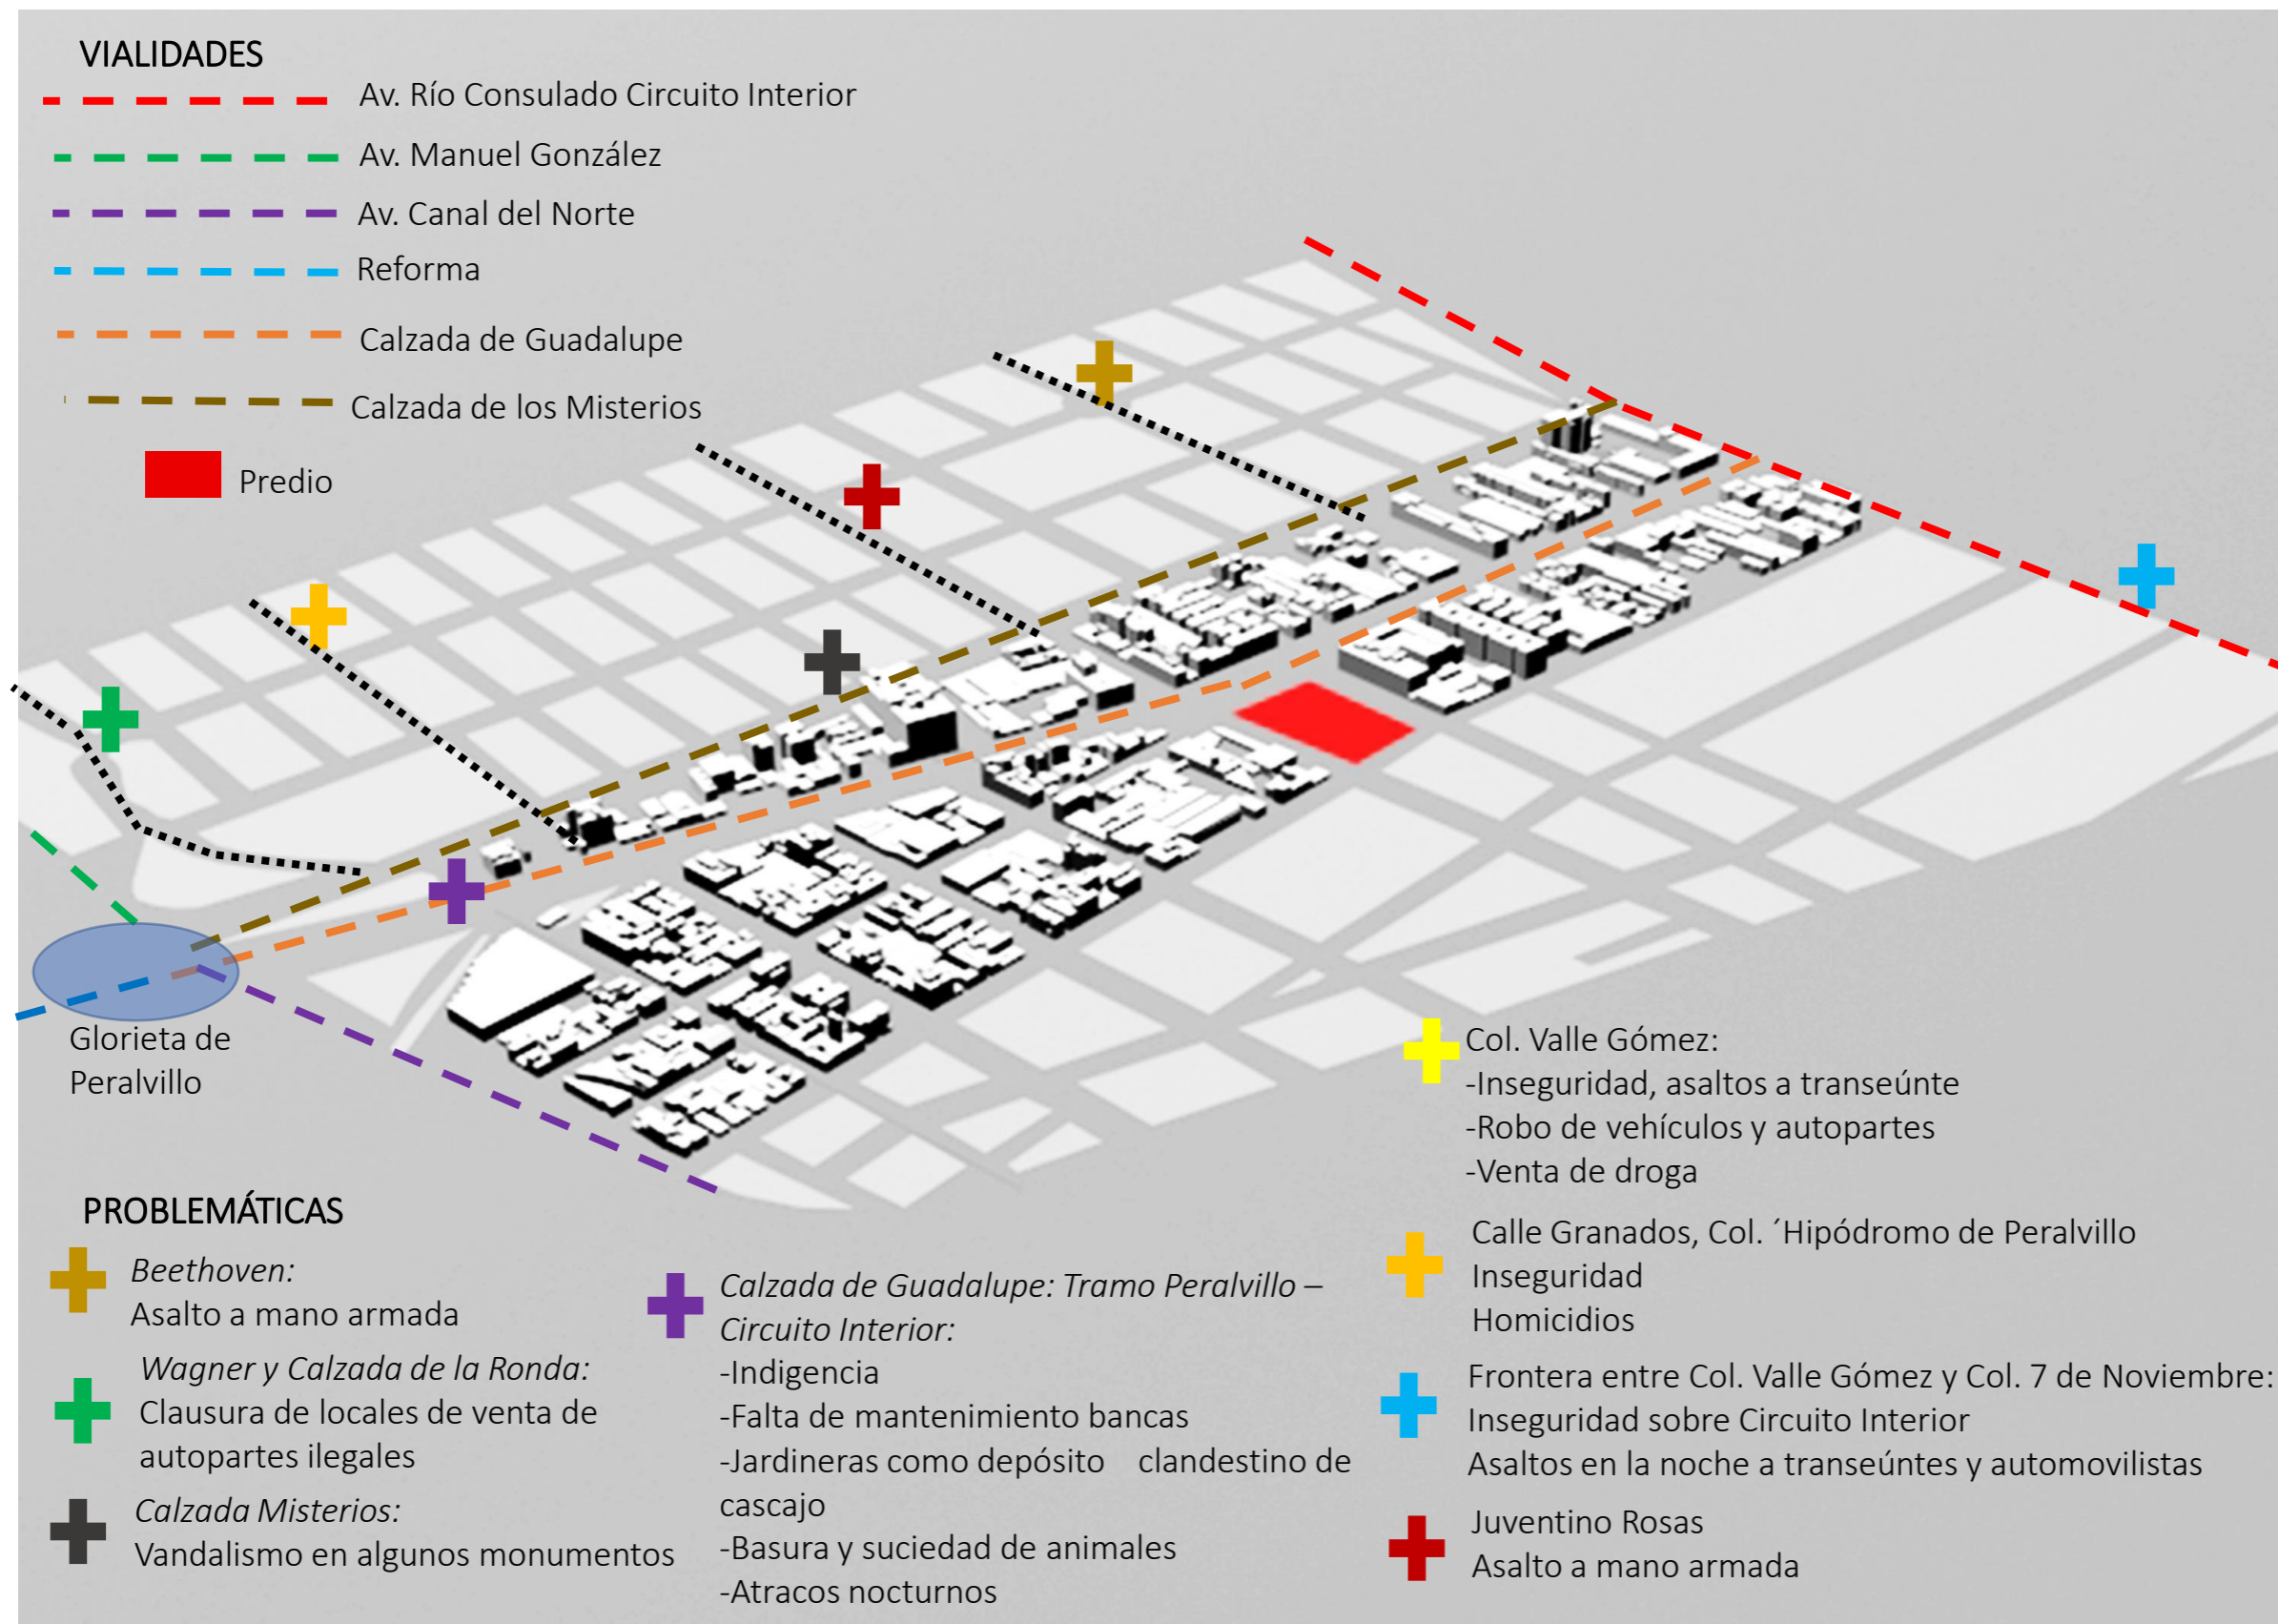 VIALIDADES
Av. Río Consulado Circuito Interior
Av. Manuel González
Av. Canal del Norte
Reforma
Calzada de Guadalupe
Calzada de los Misterios
Predio
Glorieta de
Peralvillo
PROBLEMÁTICAS
Beethoven:
Asalto a mano armada
Wagner y Calzada de la Ronda:
Clausura de locales de venta de
autopartes ilegales
Calzada Misterios:
Vandalismo en algunos monumentos
Calzada de Guadalupe: Tramo Peralvillo –
Circuito Interior:
-Indigencia
-Falta de mantenimiento bancas
-Jardineras como depósito clandestino de
cascajo
-Basura y suciedad de animales
-Atracos nocturnos
Col. Valle Gómez:
-Inseguridad, asaltos a transeúnte
-Robo de vehículos y autopartes
-Venta de droga
Calle Granados, Col. ´Hipódromo de Peralvillo
Inseguridad
Homicidios
Frontera entre Col. Valle Gómez y Col. 7 de Noviembre:
Inseguridad sobre Circuito Interior
Asaltos en la noche a transeúntes y automovilistas
Juventino Rosas
Asalto a mano armada